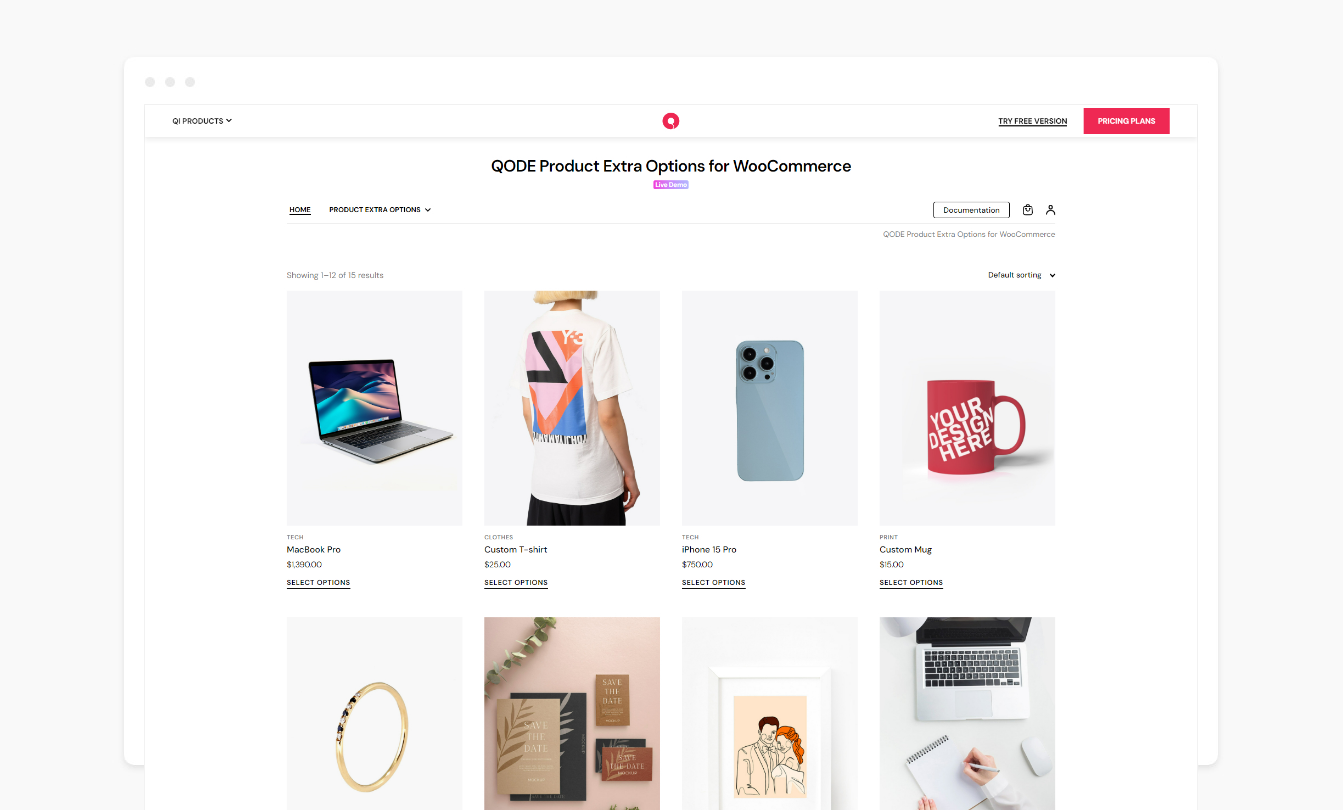 QI PRODUCTS
TRY FREE VERSION
PRICING PLANS
QODE Product Extra Options for WooCommerce
Live Demo
HOME
PRODUCT EXTRA OPTIONS
Documentation
QODE Product Extra Options for WooCommerce
Showing 1–12 of 15 results
Default sorting
Y-3
YOUR
DESIGN
HERE
TECH
MacBook Pro
$1,390.00
SELECT OPTIONS
CLOTHES
Custom T-shirt
$25.00
SELECT OPTIONS
TECH
iPhone 15 Pro
$750.00
SELECT OPTIONS
PRINT
Custom Mug
$15.00
SELECT OPTIONS
SAVE
THE
DATE
SAVE
THE
DATE
SAVE
THE DATE